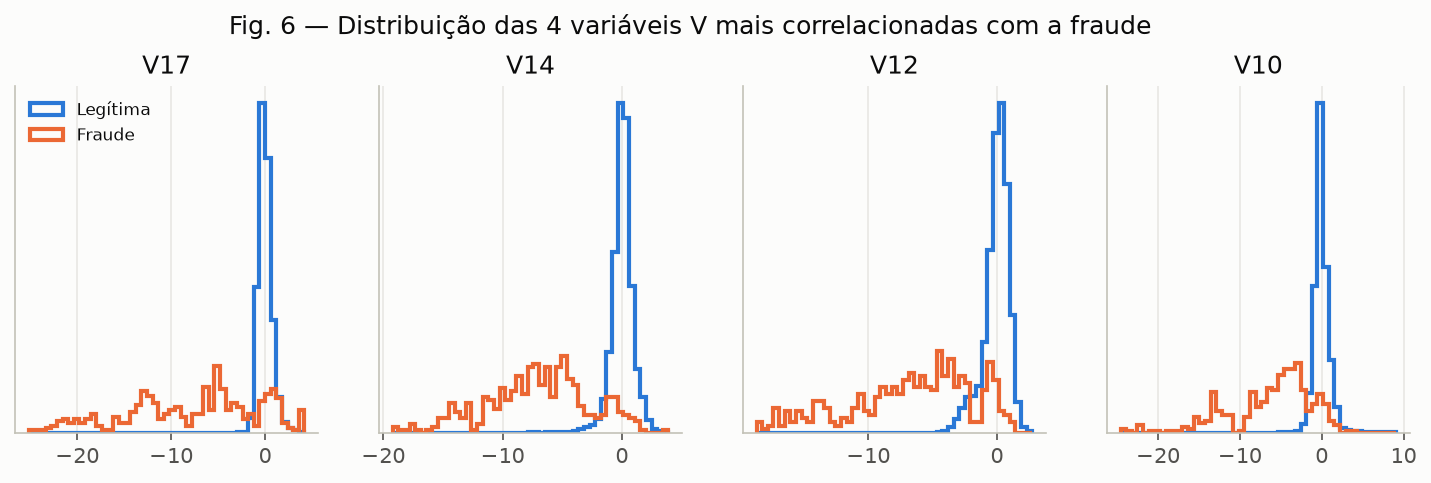 Fig. 6 — Distribuição das 4 variáveis V mais correlacionadas com a fraude
V17
V14
V12
V10
Legítima
Fraude
−20 −10 0
−20 −10 0
−10 0
−20 −10 0 10